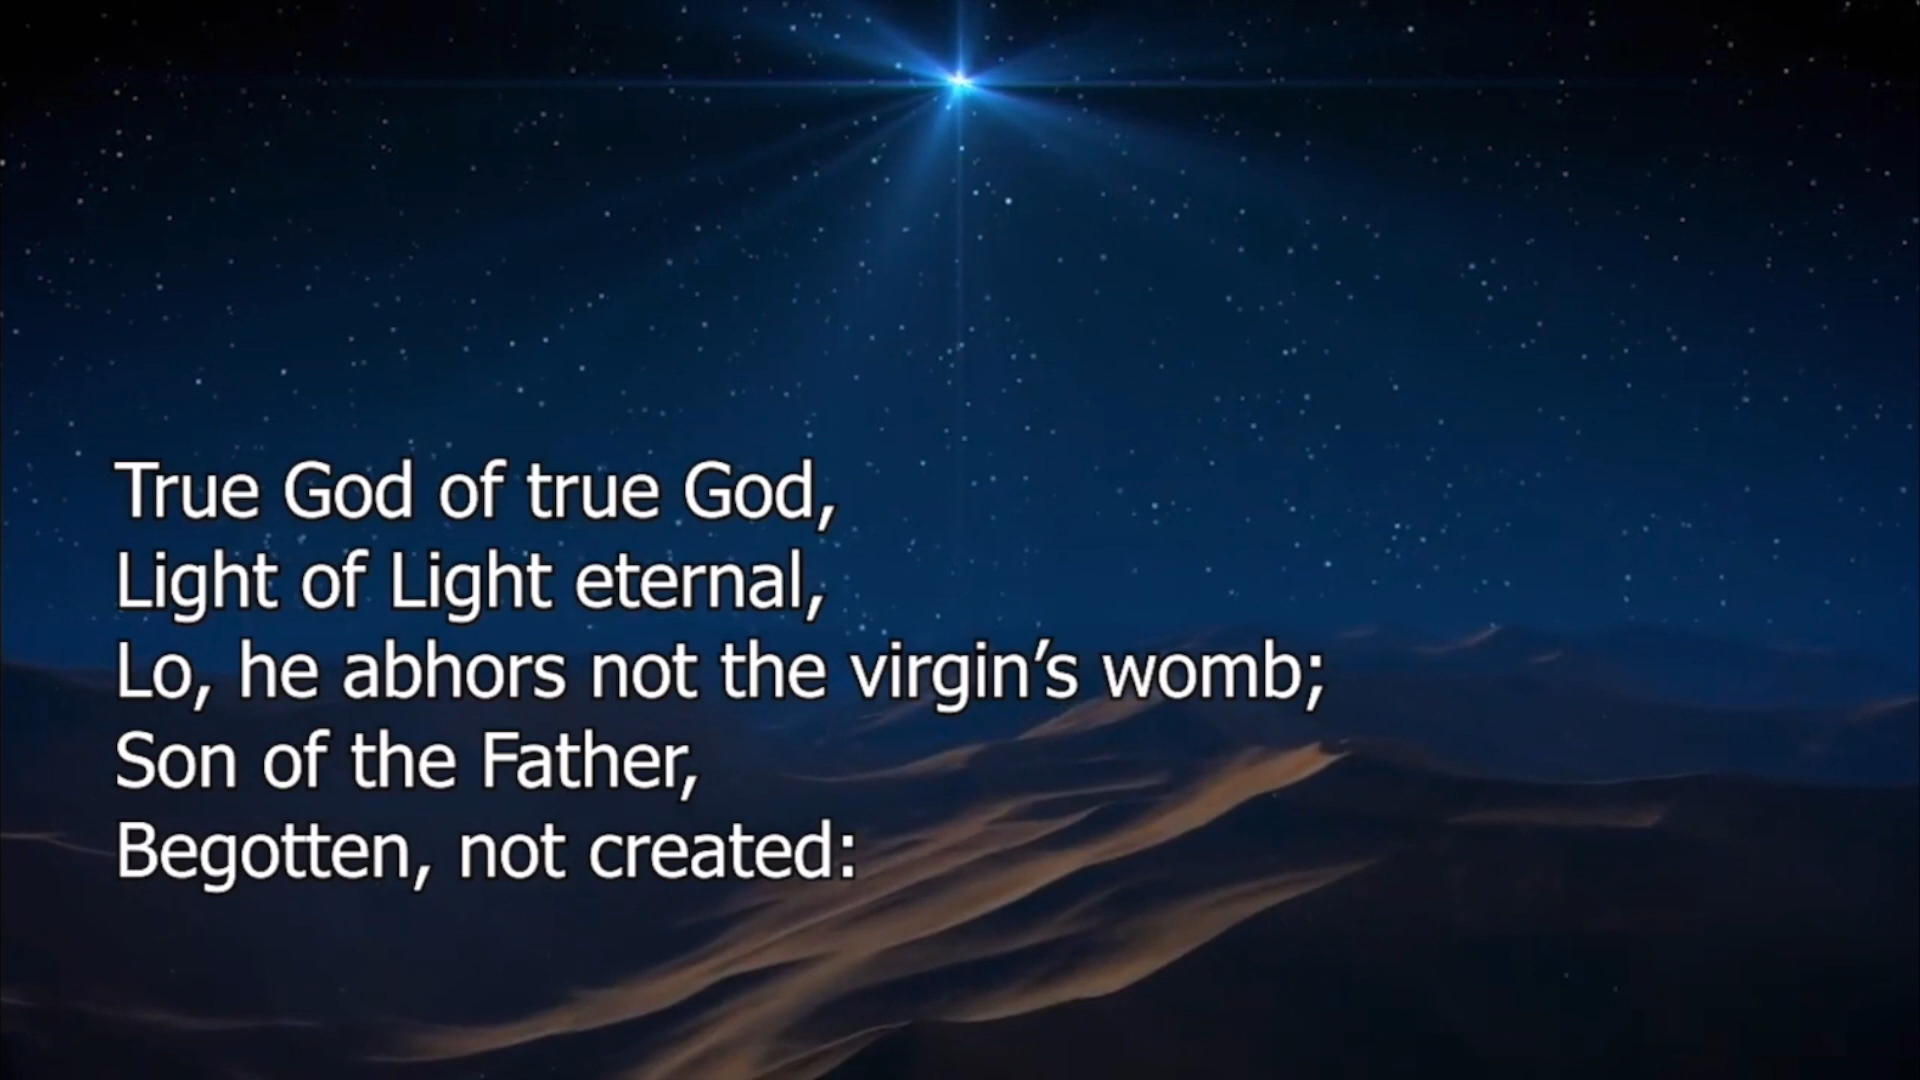 True God of true God,
Light of Light eternal,
Lo, he abhors not the virgin’s womb;
Son of the Father,
Begotten, not created: